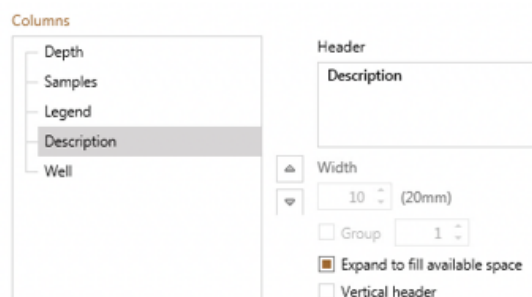 Columns
Depth
Samples
Legend
Description
Well
Header
Description
Width
10 (20mm)
Group 1
Expand to fill available space
Vertical header